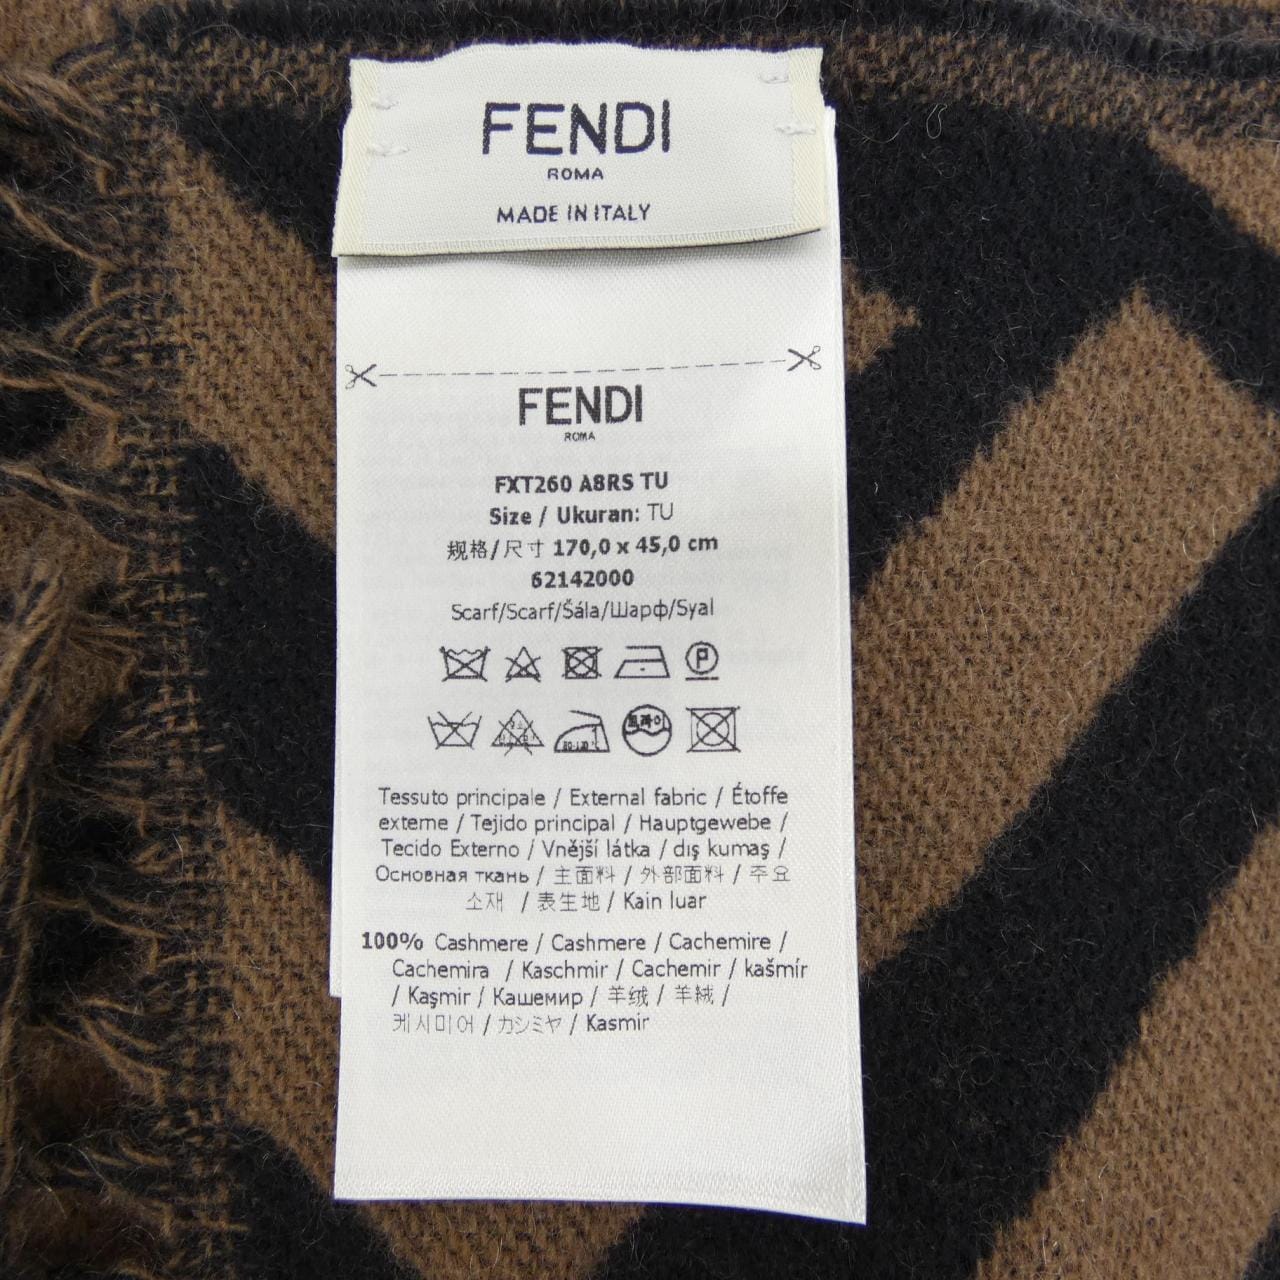 FENDI
ROMA
MADE IN ITALY
FENDI
ROMA
FXT260 A8RS TU
Size / Ukuran: TU
规格/尺寸 170,0 x 45,0 cm
62142000
Scarf/Scarf/Šála/Шарф/Syal
P
Tessuto principale / External fabric / Étoffe
externe / Tejido principal / Hauptgewebe /
Tecido Externo / Vnější látka / dış kumaş /
Основная ткань / 主面料 / 外部面料 / 주요
소재 / 表生地 / Kain luar
100% Cashmere / Cashmere / Cachemire /
Cachemira / Kaschmir / Cachemir / kašmír
/ Kaşmir / Кашемир / 羊绒 / 羊絨 /
케시미어 / カシミヤ / Kasmir